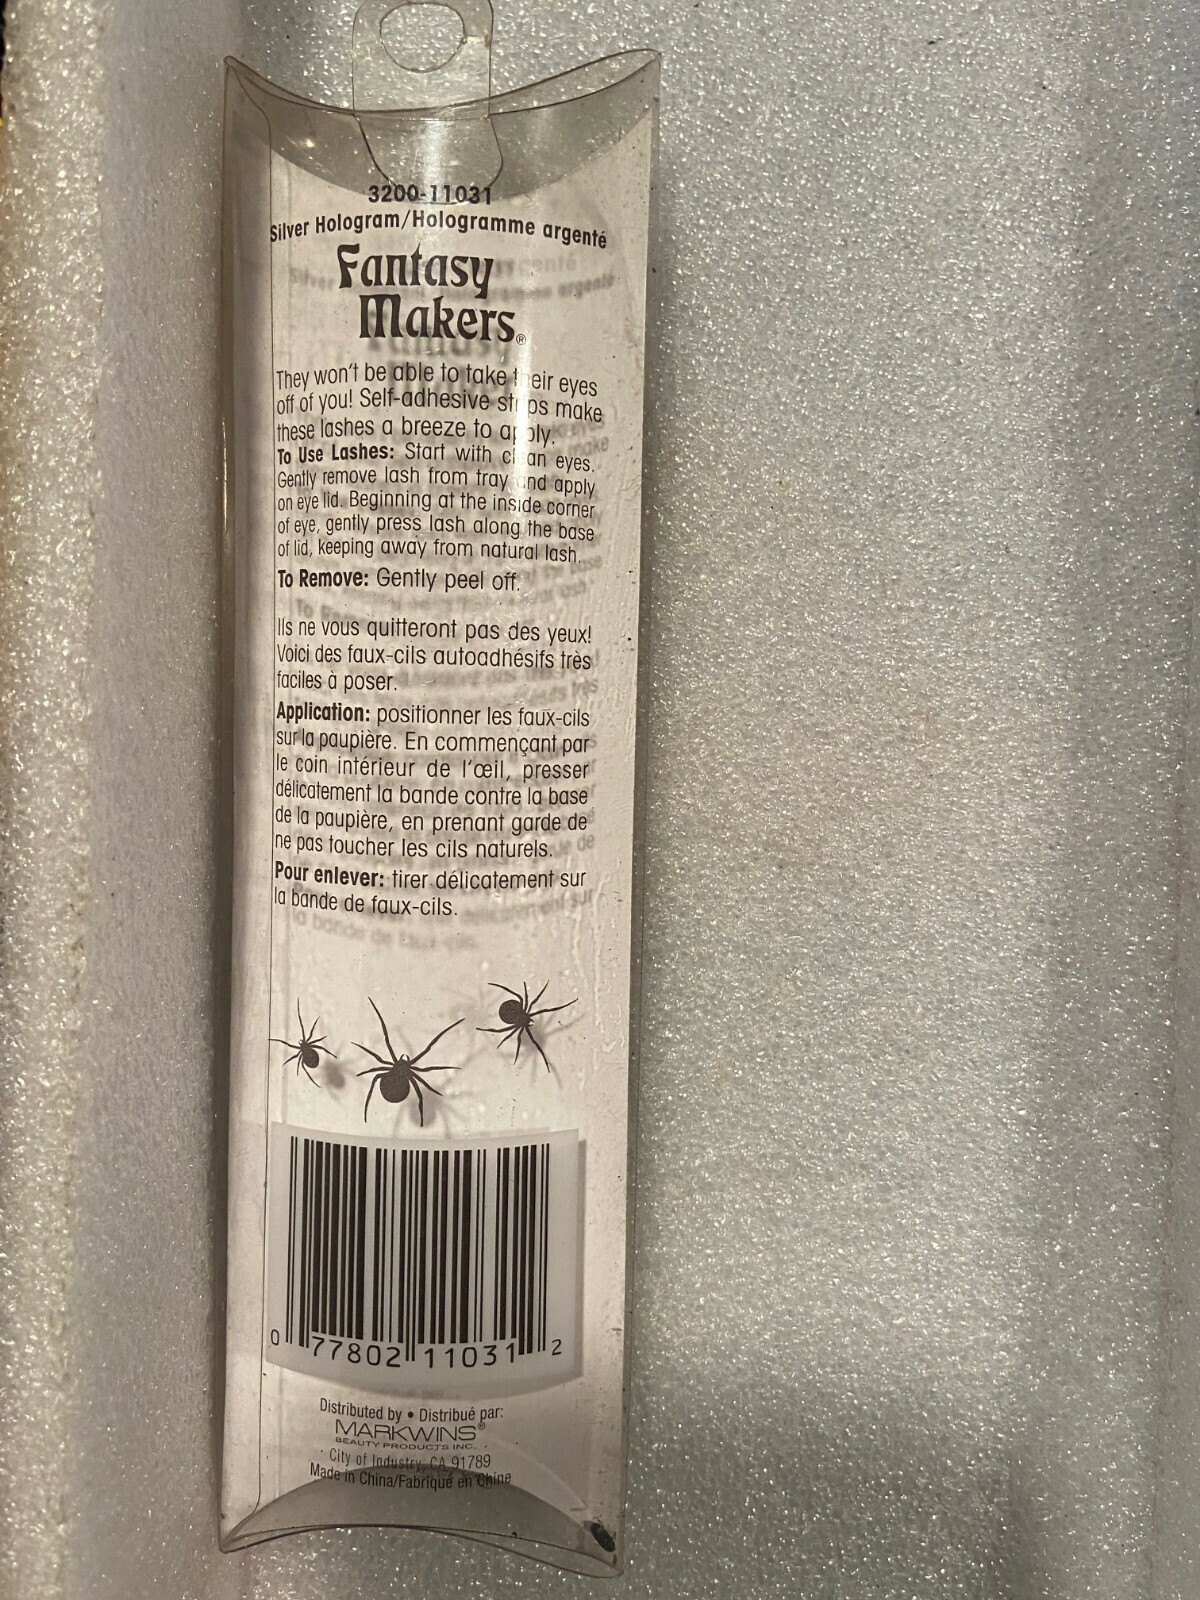 3200-11031
Silver Hologram/Hologramme argenté
Fantasy
Makers®
They won't be able to take their eyes
off of you! Self-adhesive strips make
these lashes a breeze to apply.
To Use Lashes: Start with clean eyes.
Gently remove lash from tray and apply
on eye lid. Beginning at the inside corner
of eye, gently press lash along the base
of lid, keeping away from natural lash.
To Remove: Gently peel off.
Ils ne vous quitteront pas des yeux!
Voici des faux-cils autoadhésifs très
faciles à poser.
Application: positionner les faux-cils
sur la paupière. En commençant par
le coin intérieur de l'œil, presser
délicatement la bande contre la base
de la paupière, en prenant garde de
ne pas toucher les cils naturels.
Pour enlever: tirer délicatement sur
la bande de faux-cils.
0 77802 11031 2
Distributed by • Distribué par:
MARKWINS®
BEAUTY PRODUCTS INC.
City of Industry, CA 91789
Made in China/Fabriqué en Chine